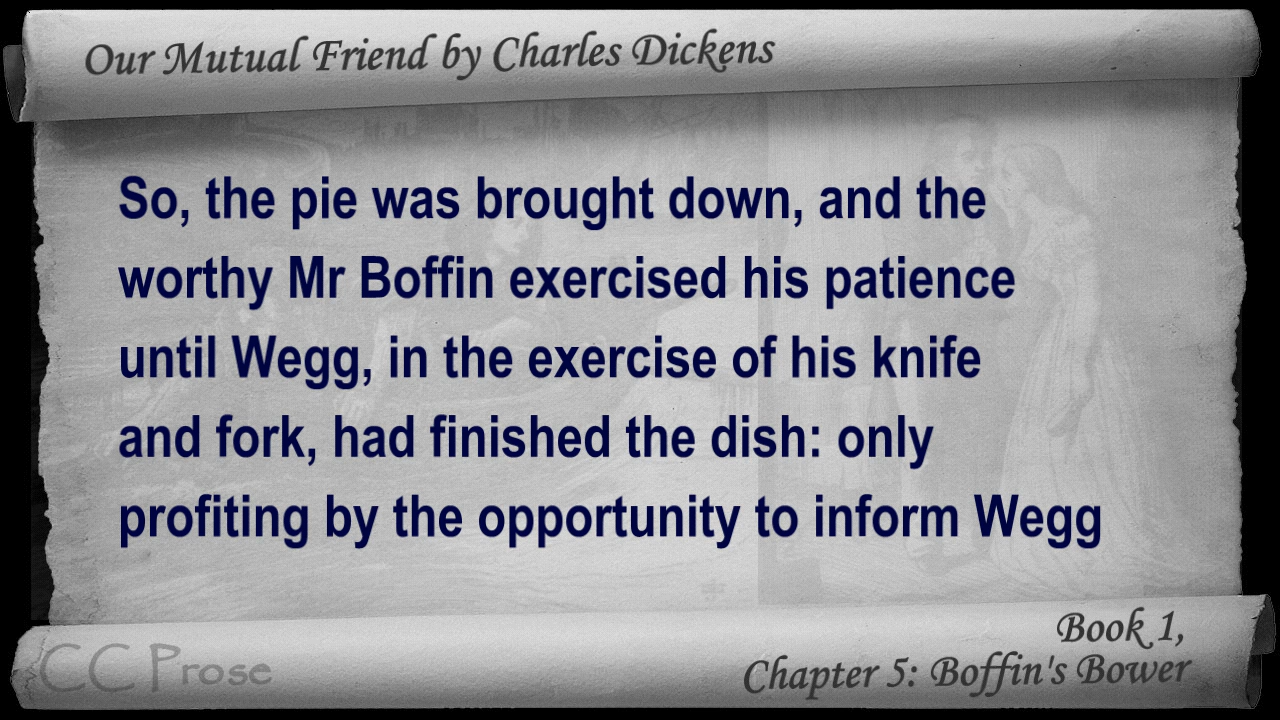 Our Mutual Friend by Charles Dickens
So, the pie was brought down, and the
worthy Mr Boffin exercised his patience
until Wegg, in the exercise of his knife
and fork, had finished the dish: only
profiting by the opportunity to inform Wegg
Book 1,
Chapter 5: Boffin's Bower
CC Prose